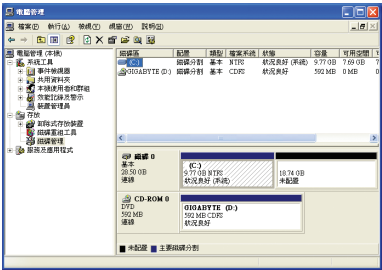 電腦管理
檔案(F) 執行(A) 檢視(V) 視窗(W) 說明(H)
電腦管理 (本機)
系統工具
事件檢視器
共用資料夾
本機使用者和群組
效能記錄及警示
裝置管理員
存放
卸除式存放裝置
磁碟重組工具
磁碟管理
服務及應用程式
磁碟區 配置 類型 檔案系統 狀態 容量 可用空間
(C:) 磁碟分割 基本 NTFS 狀況良好 (系統) 9.77 GB 7.69 GB
GIGABYTE (D:) 磁碟分割 基本 CDFS 狀況良好 592 MB 0 MB
磁碟 0
基本
28.50 GB
連線
(C:)
9.77 GB NTFS
狀況良好 (系統)
18.74 GB
未配置
CD-ROM 0
DVD
592 MB
連線
GIGABYTE (D:)
592 MB CDFS
狀況良好
未配置 主要磁碟分割